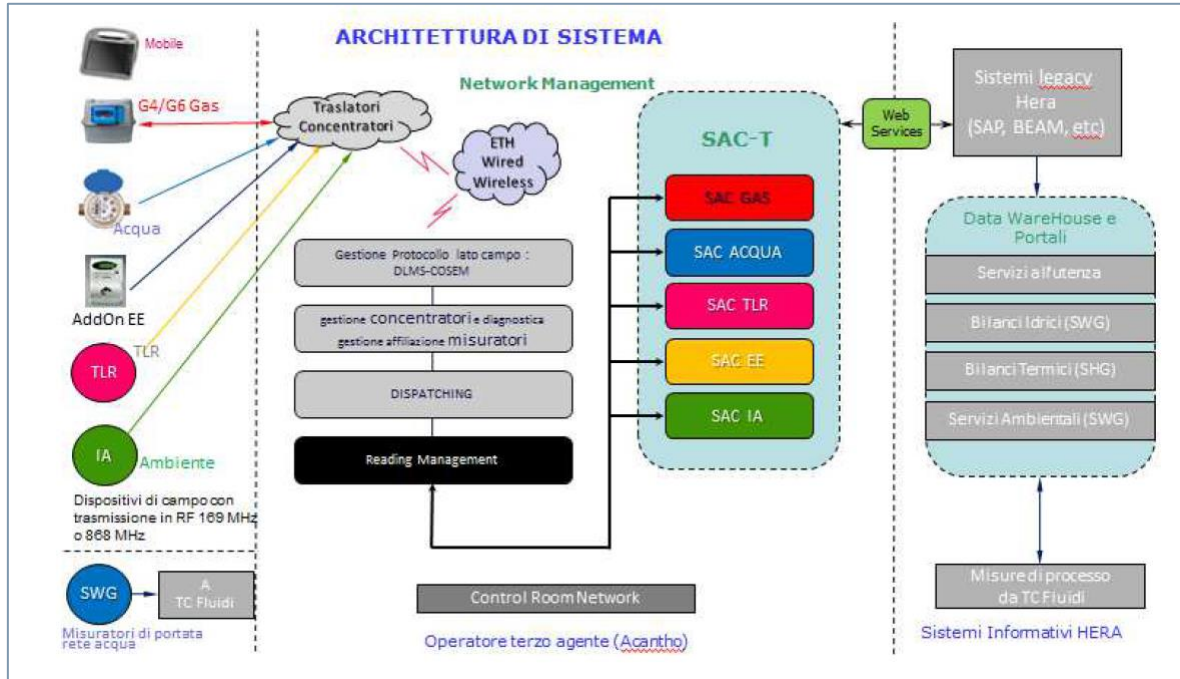 ARCHITETTURA DI SISTEMA
Mobile
G4/G6 Gas
Acqua
AddOn EE
TLR
TLR
IA
Ambiente
Dispositivi di campo con
trasmissione in RF 169 MHz
o 868 MHz
SWG
A
TC Fluidi
Misuratori di portata
rete acqua
Network Management
Traslatori
Concentratori
ETH
Wired
Wireless
Gestione Protocollo lato campo :
DLMS-COSEM
gestione concentratori e diagnostica
gestione affiliazione misuratori
DISPATCHING
Reading Management
SAC-T
SAC GAS
SAC ACQUA
SAC TLR
SAC EE
SAC IA
Control Room Network
Operatore terzo agente (Acantho)
Web
Services
Sistemi legacy
Hera
(SAP, BEAM, etc)
Data WareHouse e
Portali
Servizi all'utenza
Bilanci Idrici (SWG)
Bilanci Termici (SHG)
Servizi Ambientali (SWG)
Misure di processo
da TC Fluidi
Sistemi Informativi HERA